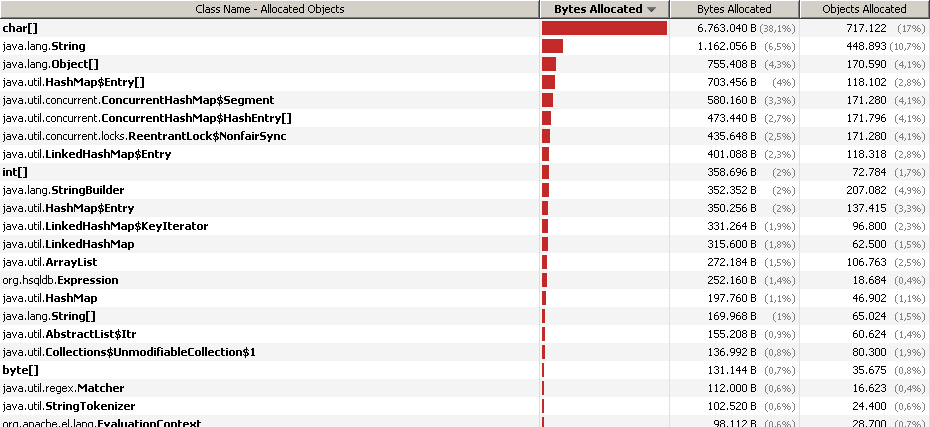 Class Name - Allocated Objects Bytes Allocated Bytes Allocated Objects Allocated
char[] 6.763.040 B (38,1%) 717.122 (17%)
java.lang.String 1.162.056 B (6,5%) 448.893 (10,7%)
java.lang.Object[] 755.408 B (4,3%) 170.590 (4,1%)
java.util.HashMap$Entry[] 703.456 B (4%) 118.102 (2,8%)
java.util.concurrent.ConcurrentHashMap$Segment 580.160 B (3,3%) 171.280 (4,1%)
java.util.concurrent.ConcurrentHashMap$HashEntry[] 473.440 B (2,7%) 171.796 (4,1%)
java.util.concurrent.locks.ReentrantLock$NonfairSync 435.648 B (2,5%) 171.280 (4,1%)
java.util.LinkedHashMap$Entry 401.088 B (2,3%) 118.318 (2,8%)
int[] 358.696 B (2%) 72.784 (1,7%)
java.lang.StringBuilder 352.352 B (2%) 207.082 (4,9%)
java.util.HashMap$Entry 350.256 B (2%) 137.415 (3,3%)
java.util.LinkedHashMap$KeyIterator 331.264 B (1,9%) 96.800 (2,3%)
java.util.LinkedHashMap 315.600 B (1,8%) 62.500 (1,5%)
java.util.ArrayList 272.184 B (1,5%) 106.763 (2,5%)
org.hsqldb.Expression 252.160 B (1,4%) 18.684 (0,4%)
java.util.HashMap 197.760 B (1,1%) 46.902 (1,1%)
java.lang.String[] 169.968 B (1%) 65.024 (1,5%)
java.util.AbstractList$Itr 155.208 B (0,9%) 60.624 (1,4%)
java.util.Collections$UnmodifiableCollection$1 136.992 B (0,8%) 80.300 (1,9%)
byte[] 131.144 B (0,7%) 35.675 (0,8%)
java.util.regex.Matcher 112.000 B (0,6%) 16.623 (0,4%)
java.util.StringTokenizer 102.520 B (0,6%) 24.400 (0,6%)
org.apache.el.lang.EvaluationContext 98.112 B (0,6%) 28.700 (0,7%)